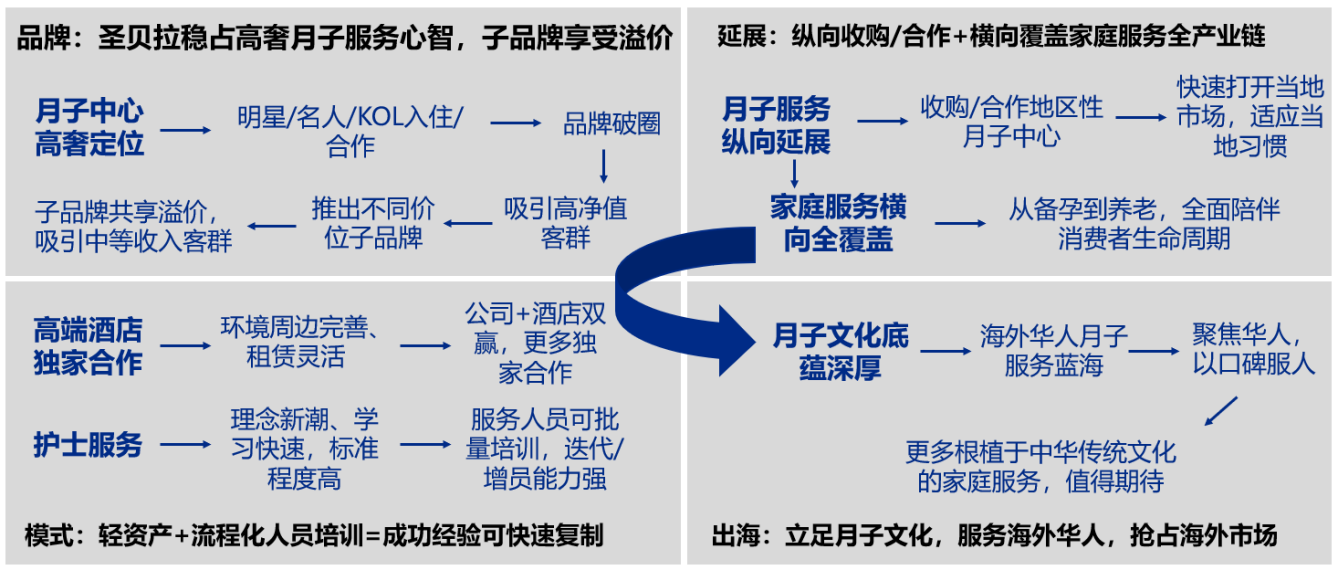 品牌：圣贝拉稳占高奢月子服务心智，子品牌享受溢价
月子中心
高奢定位
明星/名人/KOL入住/
合作
品牌破圈
吸引高净值
客群
推出不同价
位子品牌
子品牌共享溢价，
吸引中等收入客群
延展：纵向收购/合作+横向覆盖家庭服务全产业链
月子服务
纵向延展
收购/合作地区性
月子中心
快速打开当地
市场，适应当
地习惯
家庭服务横
向全覆盖
从备孕到养老，全面陪伴
消费者生命周期
高端酒店
独家合作
环境周边完善、
租赁灵活
公司+酒店双
赢，更多独
家合作
护士服务
理念新潮、学
习快速，标准
程度高
服务人员可批
量培训，迭代/
增员能力强
模式：轻资产+流程化人员培训=成功经验可快速复制
月子文化底
蕴深厚
海外华人月子
服务蓝海
聚焦华人，
以口碑服人
更多根植于中华传统文化
的家庭服务，值得期待
出海：立足月子文化，服务海外华人，抢占海外市场